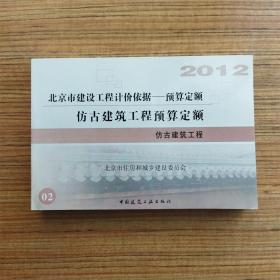 2012
北京市建设工程计价依据——预算定额
仿古建筑工程预算定额
仿古建筑工程
北京市住房和城乡建设委员会
02
中国建筑工业出版社